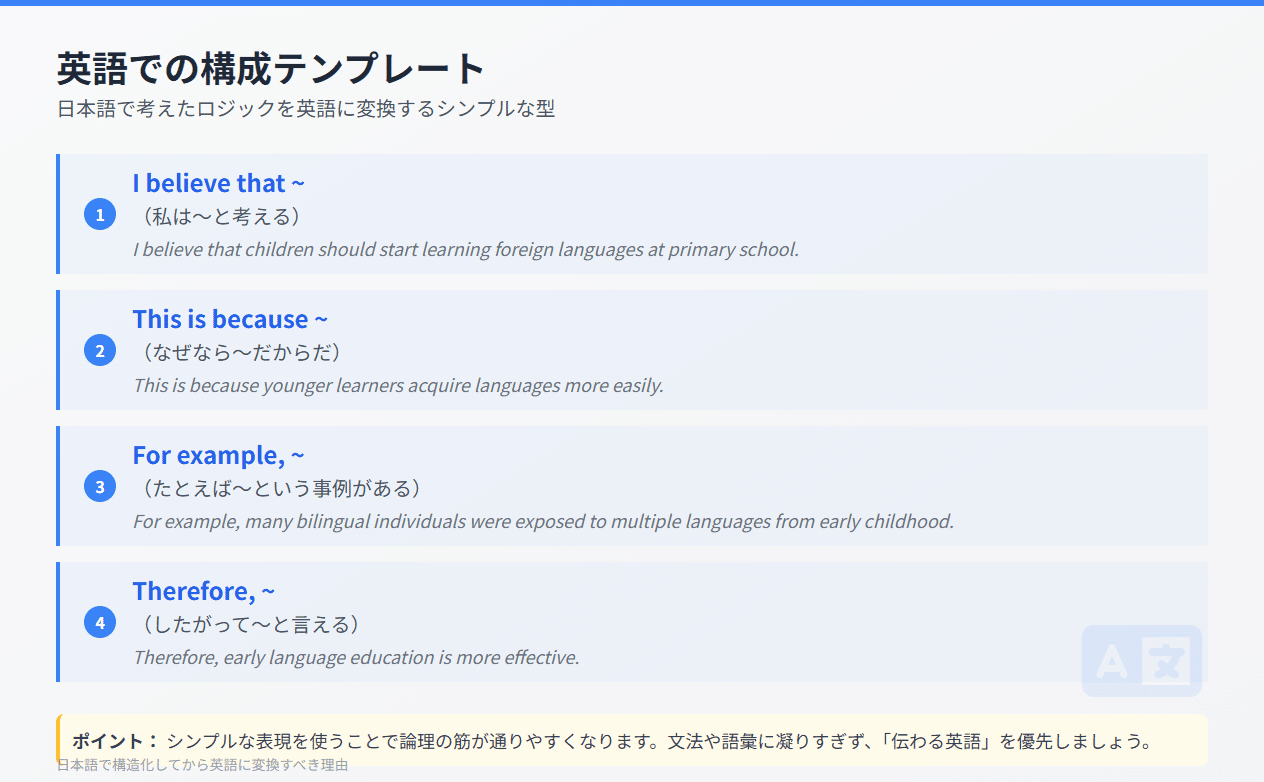 英語での構成テンプレート
日本語で考えたロジックを英語に変換するシンプルな型
1
I believe that ~
（私は～と考える）
I believe that children should start learning foreign languages at primary school.
2
This is because ~
（なぜなら～だからだ）
This is because younger learners acquire languages more easily.
3
For example, ~
（たとえば～という事例がある）
For example, many bilingual individuals were exposed to multiple languages from early childhood.
4
Therefore, ~
（したがって～と言える）
Therefore, early language education is more effective.
A 文
ポイント： シンプルな表現を使うことで論理の筋が通りやすくなります。文法や語彙に凝りすぎず、「伝わる英語」を優先しましょう。
日本語で構造化してから英語に変換すべき理由